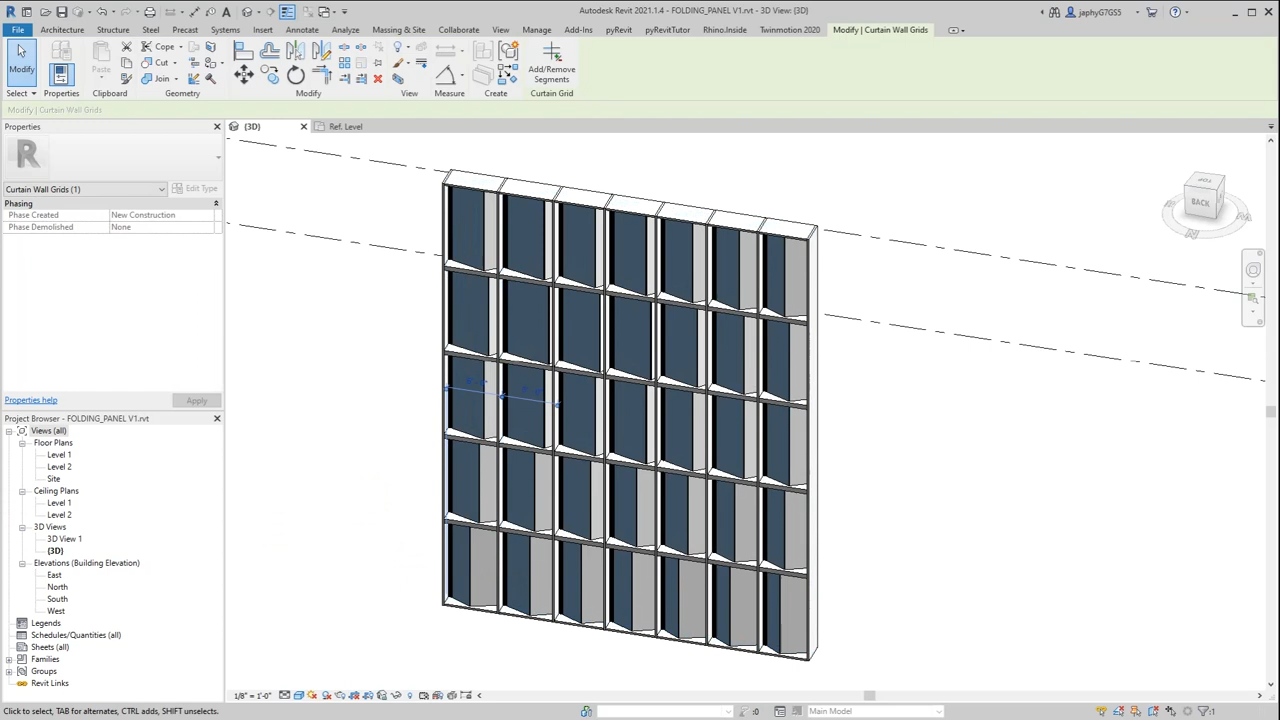 Autodesk Revit 2021.1.4 - FOLDING_PANEL V1.rvt - 3D View: {3D}
japhyG7GS5
File
Architecture
Structure
Steel
Precast
Systems
Insert
Annotate
Analyze
Massing & Site
Collaborate
View
Manage
Add-Ins
pyRevit
pyRevitTutor
Rhino.Inside
Twinmotion 2020
Modify | Curtain Wall Grids
Modify
Properties
Paste
Cope
Cut
Join
Add/Remove
Segments
Select
Properties
Clipboard
Geometry
Modify
View
Measure
Create
Curtain Grid
Modify | Curtain Wall Grids
Properties
{3D}
Ref. Level
R
Curtain Wall Grids (1)
Edit Type
Phasing
Phase Created
New Construction
Phase Demolished
None
Properties help
Apply
Project Browser - FOLDING_PANEL V1.rvt
Views (all)
Floor Plans
Level 1
Level 2
Site
Ceiling Plans
Level 1
Level 2
3D Views
3D View 1
{3D}
Elevations (Building Elevation)
East
North
South
West
Legends
Schedules/Quantities (all)
Sheets (all)
Families
Groups
Revit Links
TOP
BACK
1/8" = 1'-0"
Click to select, TAB for alternates, CTRL adds, SHIFT unselects.
:0
Main Model
:1